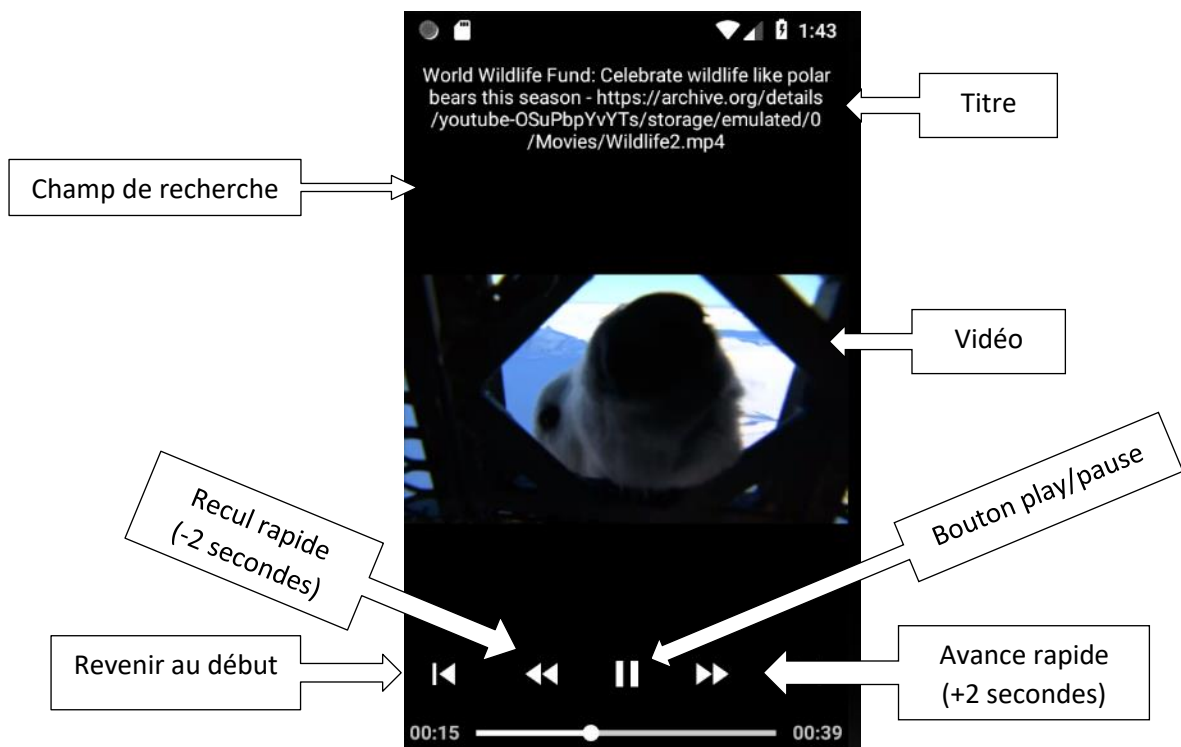 1:43
World Wildlife Fund: Celebrate wildlife like polar
bears this season - https://archive.org/details
/youtube-OSuPbpYvYTs/storage/emulated/0
/Movies/Wildlife2.mp4
Titre
Champ de recherche
Vidéo
Recul rapide
(-2 secondes)
Bouton play/pause
Revenir au début
Avance rapide
(+2 secondes)
00:15
00:39